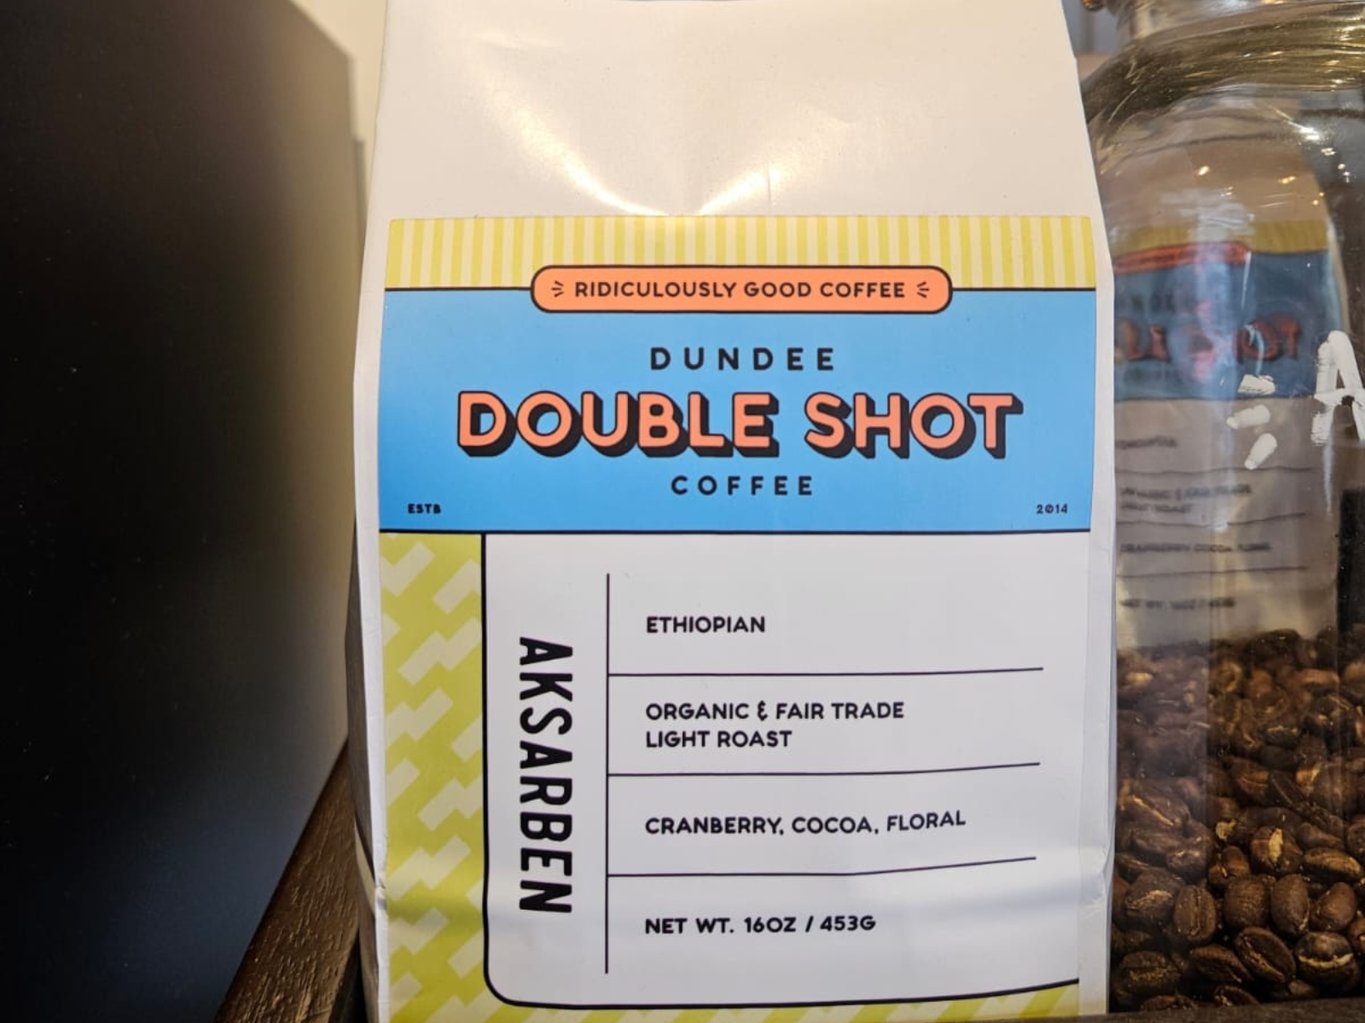 RIDICULOUSLY GOOD COFFEE
DUNDEE
DOUBLE SHOT
COFFEE
ESTB
2014
AKSARBEN
ETHIOPIAN
ORGANIC & FAIR TRADE
LIGHT ROAST
CRANBERRY, COCOA, FLORAL
NET WT. 16OZ / 453G
A